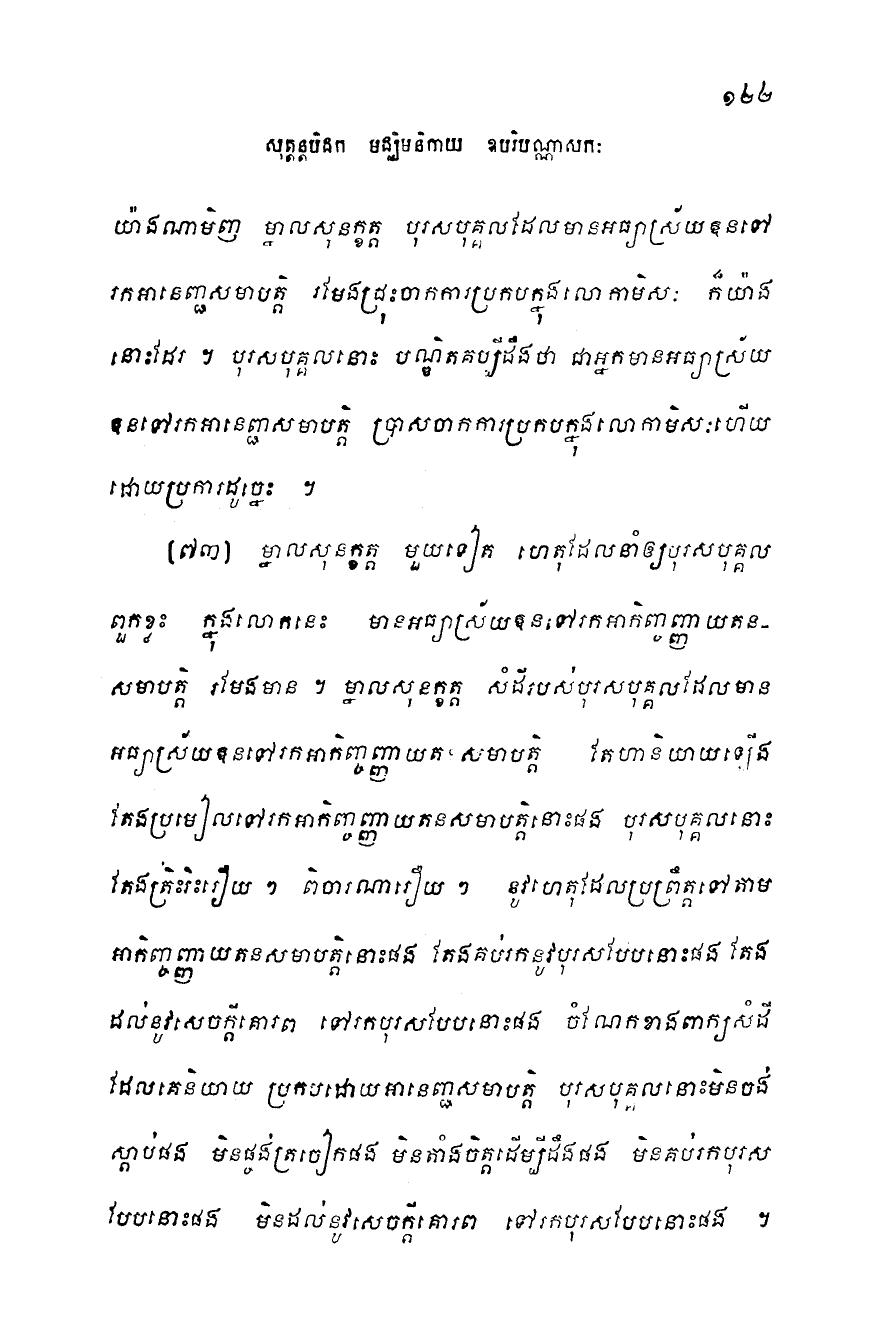 ១៤៤
សុត្តន្តបិដក មជ្ឈិមនិកាយ ឧបរិបណ្ណាសកៈ
យ៉ាងណាមិញ ម្នាលសុនក្ខត្ត បុរសបុគ្គលដែលមានអធ្យាស្រ័យឱនទៅ
រកអានេញ្ជសមាបត្តិ រមែងជ្រុះចាកការប្រកបក្នុងលោកាមិសៈ ក៏យ៉ាង
នោះដែរ ។ បុរសបុគ្គលនោះ បណ្ឌិតគប្បីដឹងថា ជាអ្នកមានអធ្យាស្រ័យ
ឱនទៅរកអានេញ្ជសមាបត្តិ ប្រាសចាកការប្រកបក្នុងលោកាមិសៈហើយ
ដោយប្រការដូច្នេះ ។
(៧៣) ម្នាលសុនក្ខត្ត មួយទៀត ហេតុដែលនាំឲ្យបុរសបុគ្គល
ពួកខ្លះ ក្នុងលោកនេះ មានអធ្យាស្រ័យឱនទៅរកអាកិញ្ចញ្ញាយតន-
សមាបត្តិ រមែងមាន ។ ម្នាលសុនក្ខត្ត សំដីរបស់បុរសបុគ្គលដែលមាន
អធ្យាស្រ័យឱនទៅរកអាកិញ្ចញ្ញាយតនសមាបត្តិ តែហានិយាយឡើង
តែងប្រមៀលទៅរកអាកិញ្ចញ្ញាយតនសមាបត្តិនោះផង បុរសបុគ្គលនោះ
តែងត្រិះរិះរឿយ ៗ ពិចារណារឿយ ៗ នូវហេតុដែលប្រព្រឹត្តទៅតាម
អាកិញ្ចញ្ញាយតនសមាបត្តិនោះផង តែងគប់រកនូវបុរសបែបនោះផង តែង
ដល់នូវសេចក្តីគោរព ទៅរកបុរសបែបនោះផង ចំណែកខាងពាក្យសំដី
ដែលគេនិយាយ ប្រកបដោយអានេញ្ជសមាបត្តិ បុរសបុគ្គលនោះមិនចង់
ស្តាប់ផង មិនផ្ចង់ត្រចៀកផង មិនតាំងចិត្តដើម្បីដឹងផង មិនគប់រកបុរស
បែបនោះផង មិនដល់នូវសេចក្តីគោរព ទៅរកបុរសបែបនោះផង ។